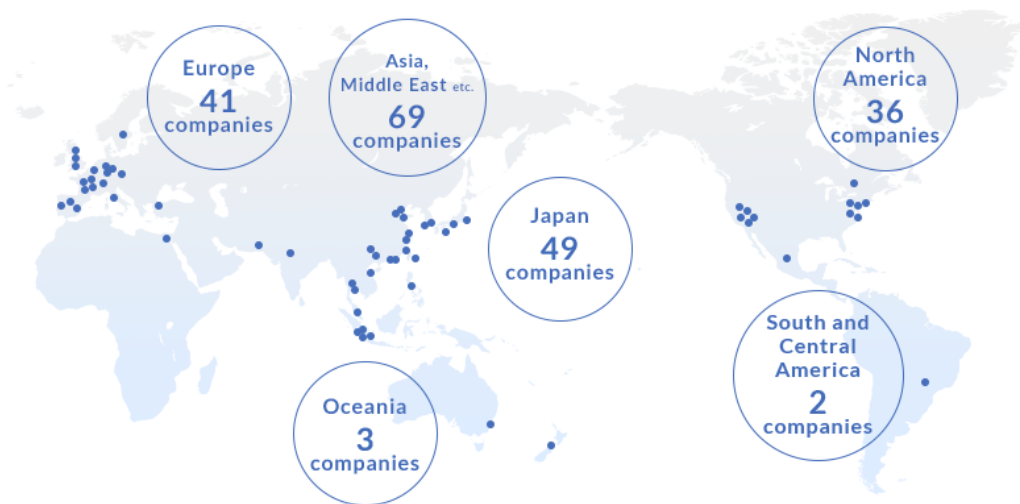 Europe
41
companies
Asia,
Middle East etc.
69
companies
North
America
36
companies
Japan
49
companies
South and
Central
America
2
companies
Oceania
3
companies